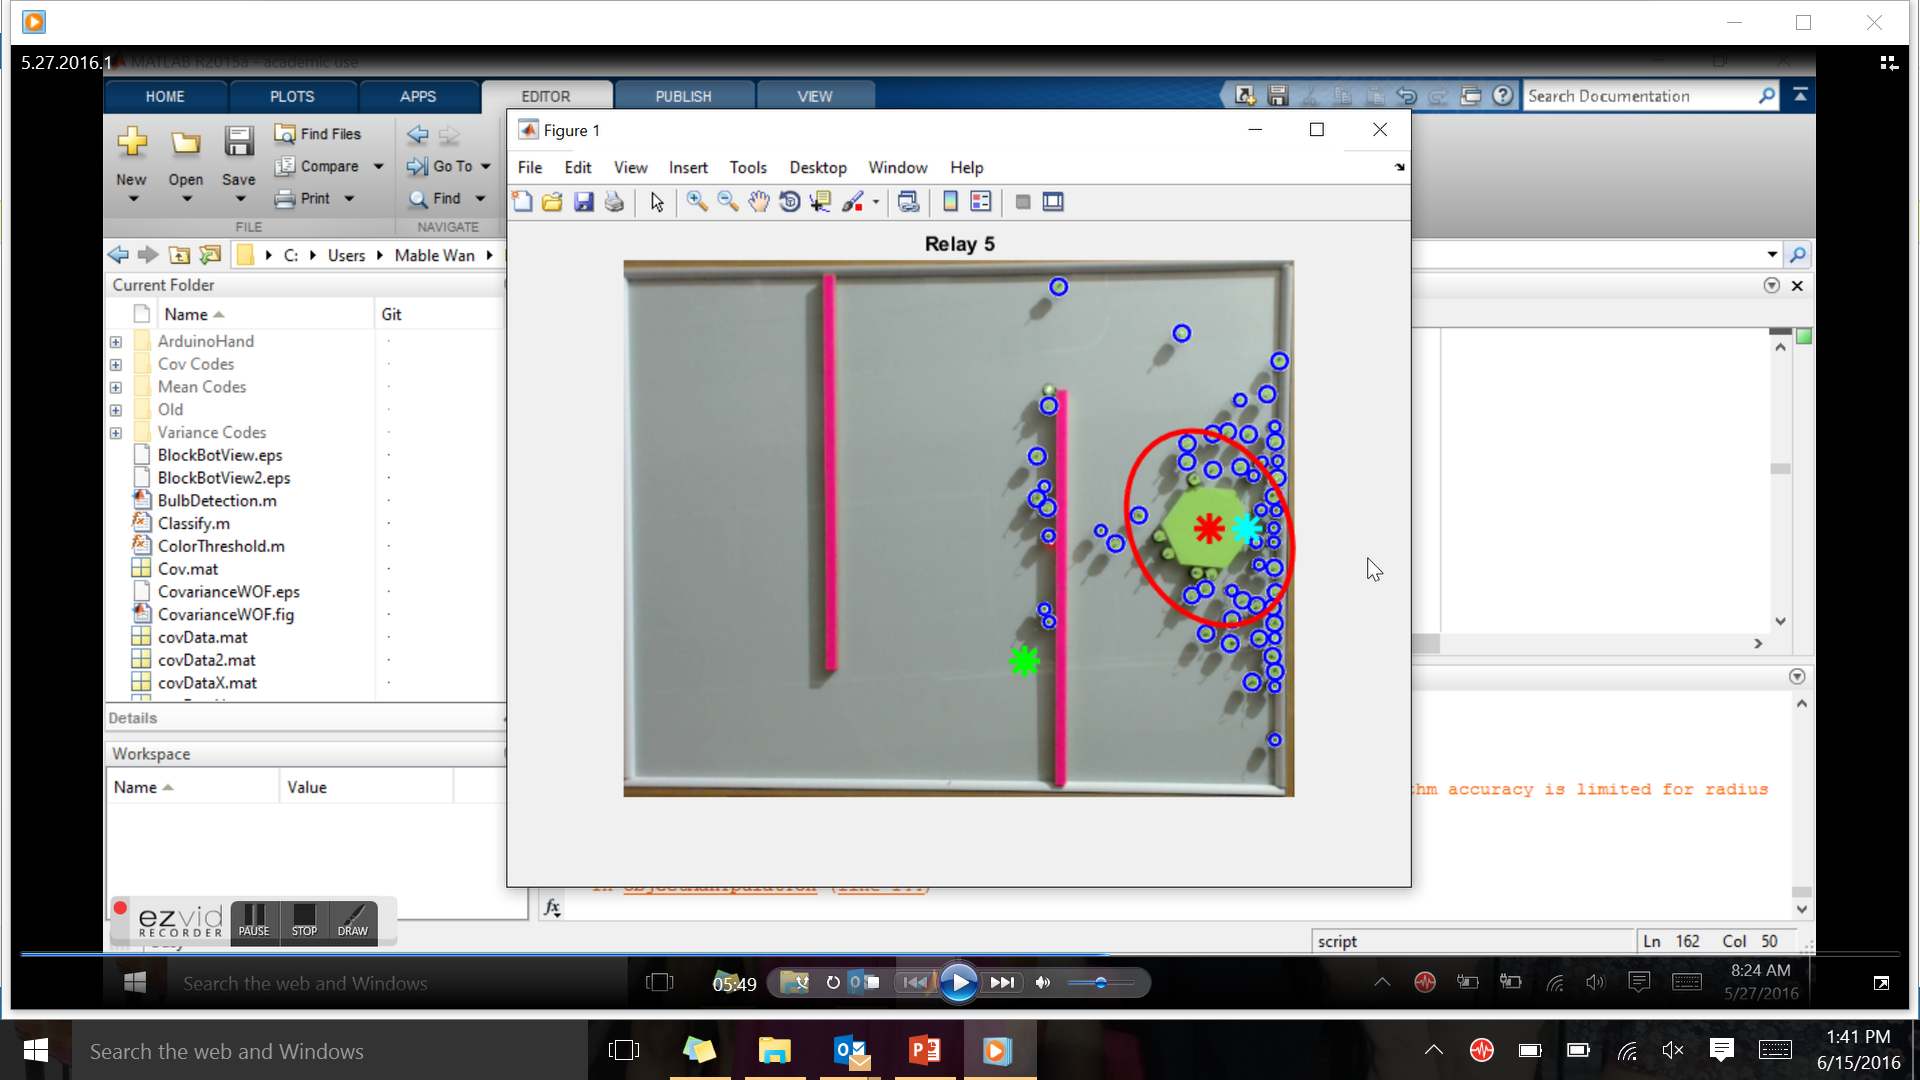 5.27.2016.1
MATLAB R2015a - academic use
HOME PLOTS APPS EDITOR PUBLISH VIEW
Search Documentation
Find Files
Compare
Print
New Open Save
Go To
Find
FILE NAVIGATE
C: Users Mable Wan
Current Folder
Name Git
ArduinoHand
Cov Codes
Mean Codes
Old
Variance Codes
BlockBotView.eps
BlockBotView2.eps
BulbDetection.m
Classify.m
ColorThreshold.m
Cov.mat
CovarianceWOF.eps
CovarianceWOF.fig
covData.mat
covData2.mat
covDataX.mat
Details
Workspace
Name Value
Figure 1
File Edit View Insert Tools Desktop Window Help
Relay 5
accuracy is limited for radius
fx
ezvid
RECORDER
PAUSE STOP DRAW
script
Ln 162 Col 50
Search the web and Windows
05:49
8:24 AM
5/27/2016
Search the web and Windows
1:41 PM
6/15/2016